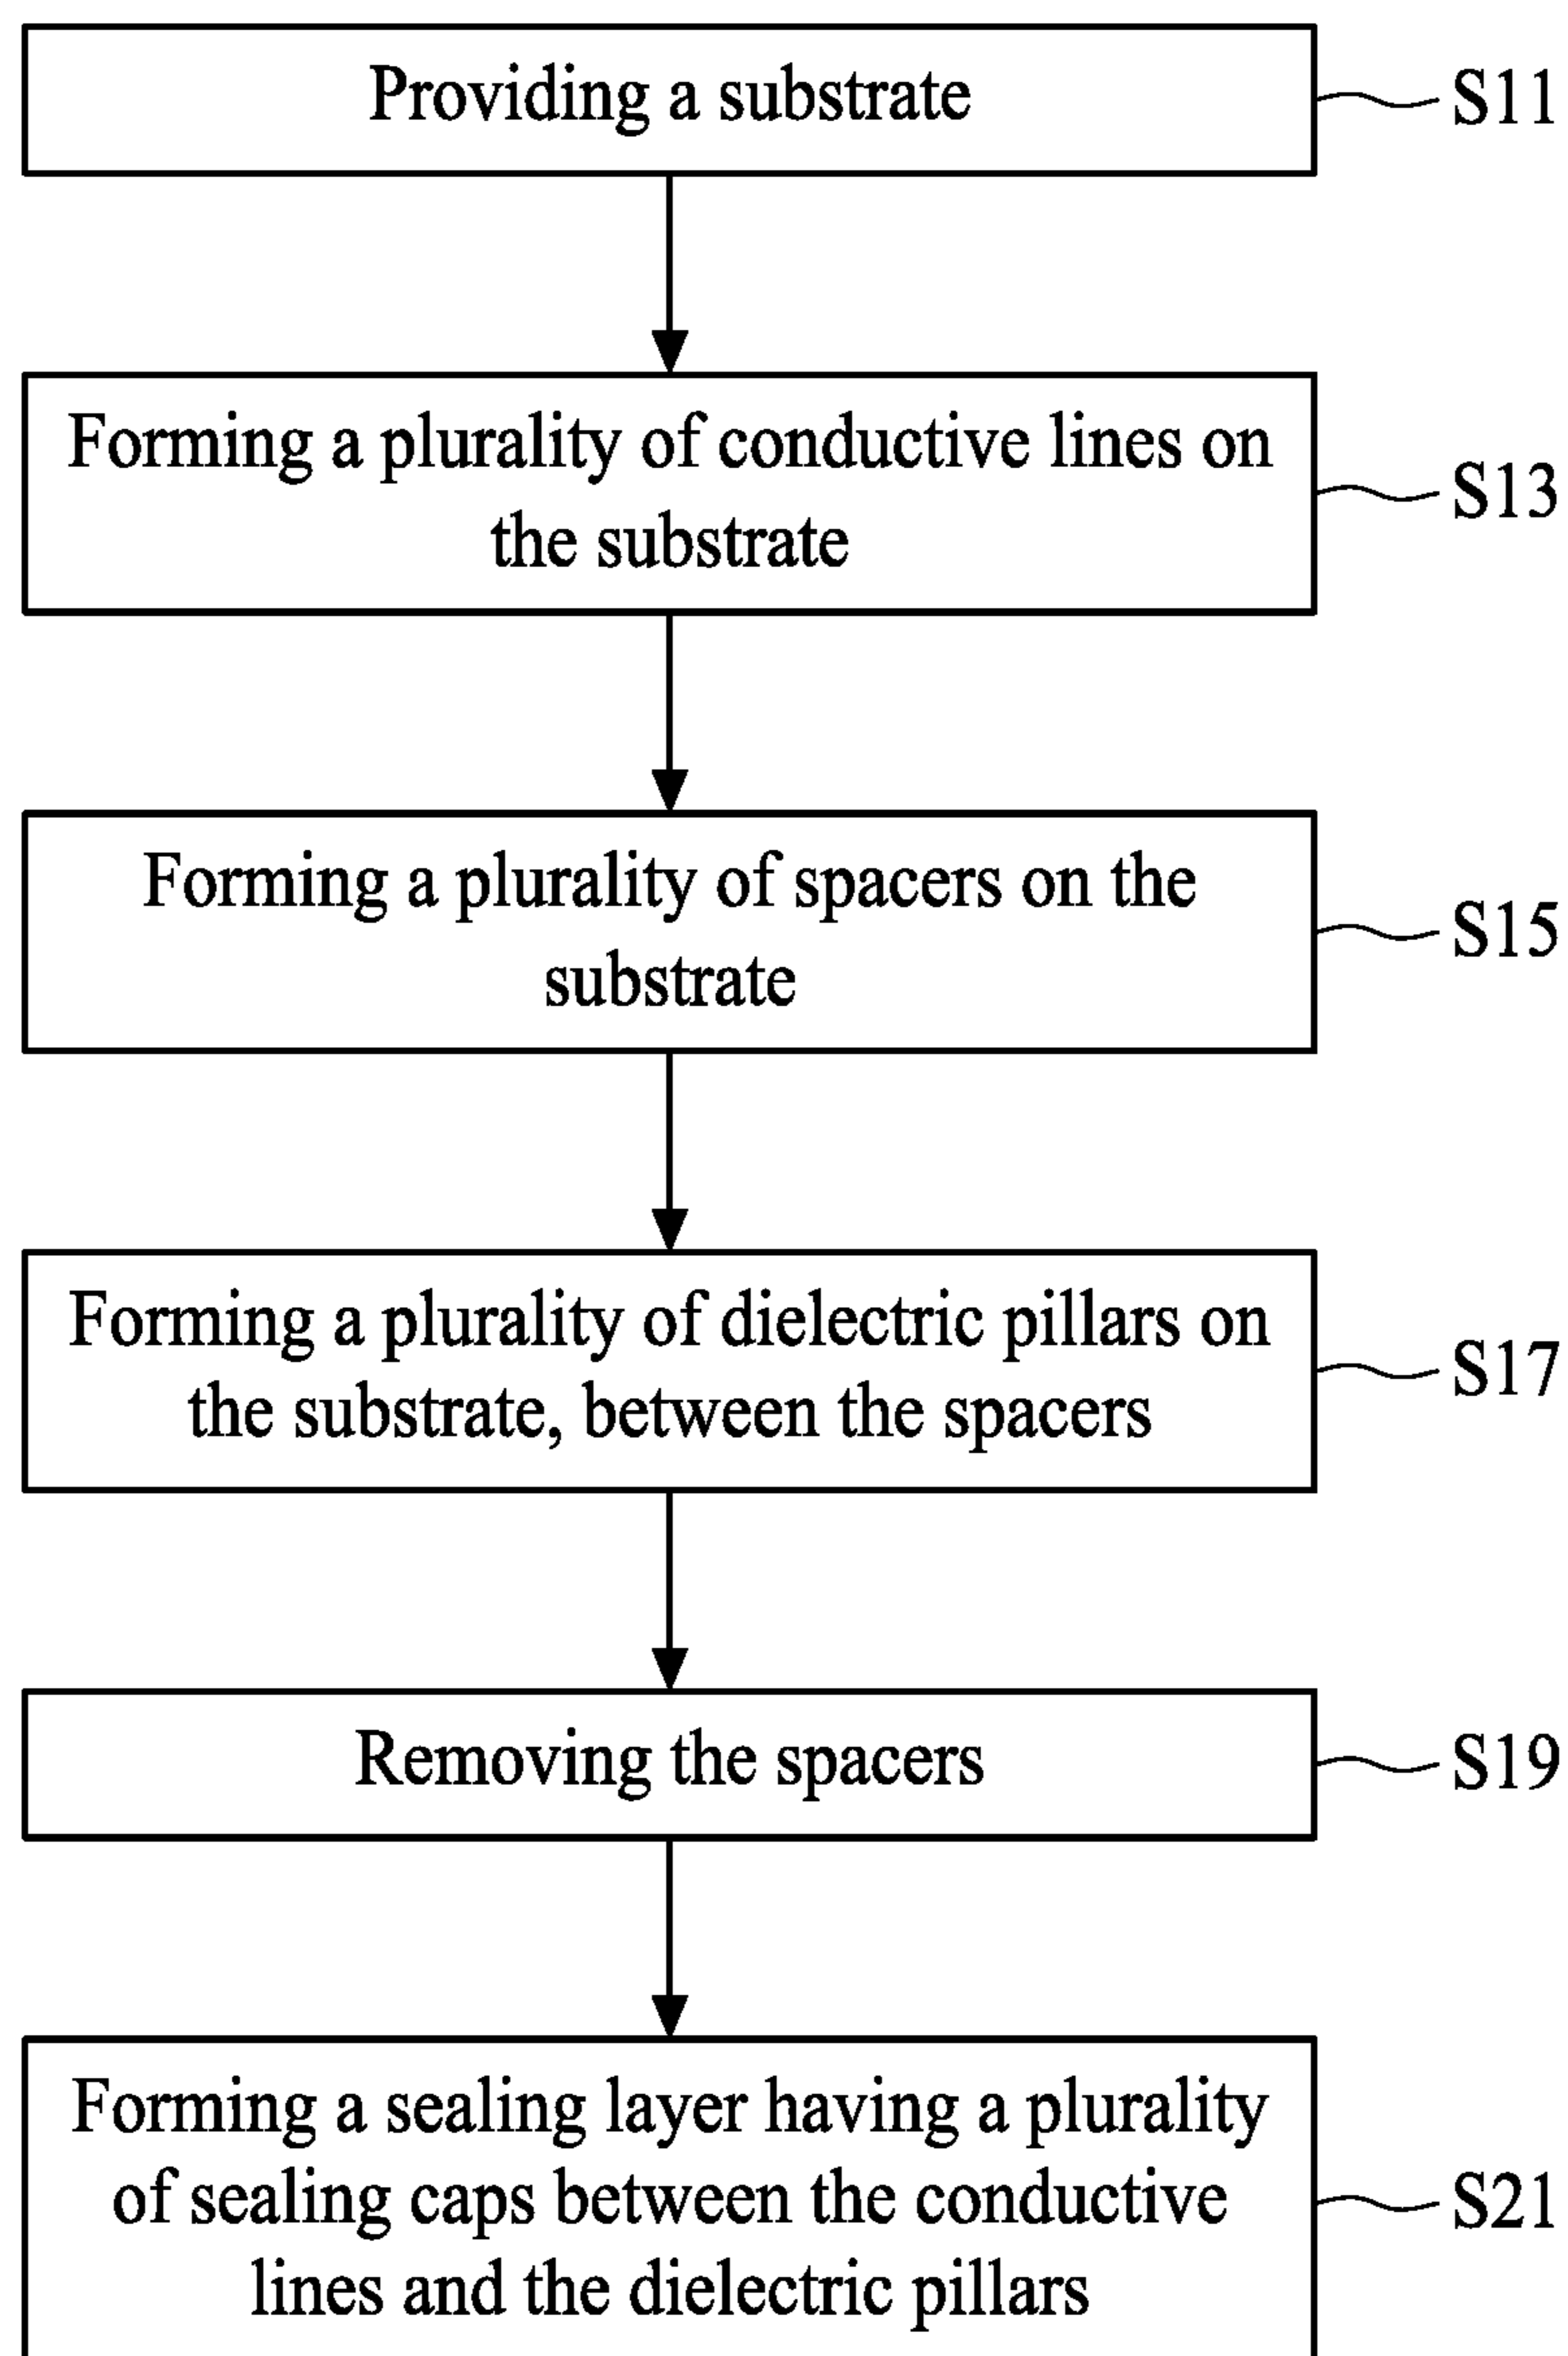 Providing a substrate
S11
Forming a plurality of conductive lines on
the substrate
S13
Forming a plurality of spacers on the
substrate
S15
Forming a plurality of dielectric pillars on
the substrate, between the spacers
S17
Removing the spacers
S19
Forming a sealing layer having a plurality
of sealing caps between the conductive
lines and the dielectric pillars
S21